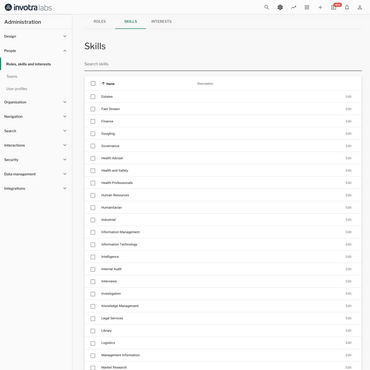 invotra labs
NEW
Administration
ROLES
SKILLS
INTERESTS
Design
People
Roles, skills and interests
Teams
User profiles
Organisation
Navigation
Search
Interactions
Security
Data management
Integrations
Skills
Search skills
Name
Description
Estates
Edit
Fast Stream
Edit
Finance
Edit
Googling
Edit
Governance
Edit
Health Adviser
Edit
Health and Safety
Edit
Health Professionals
Edit
Human Resources
Edit
Humanitarian
Edit
Industrial
Edit
Information Management
Edit
Information Technology
Edit
Intelligence
Edit
Internal Audit
Edit
Interviews
Edit
Investigation
Edit
Knowledge Management
Edit
Legal Services
Edit
Library
Edit
Logistics
Edit
Management Information
Edit
Market Research
Edit